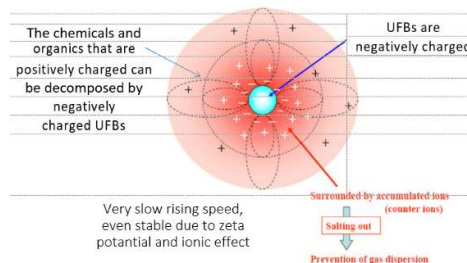 The chemicals and
organics that are
positively charged can
be decomposed by
negatively
charged UFBs
UFBs are
negatively charged
Very slow rising speed,
even stable due to zeta
potential and ionic effect
Surrounded by accumulated ions
(counter ions)
Salting out
Prevention of gas dispersion